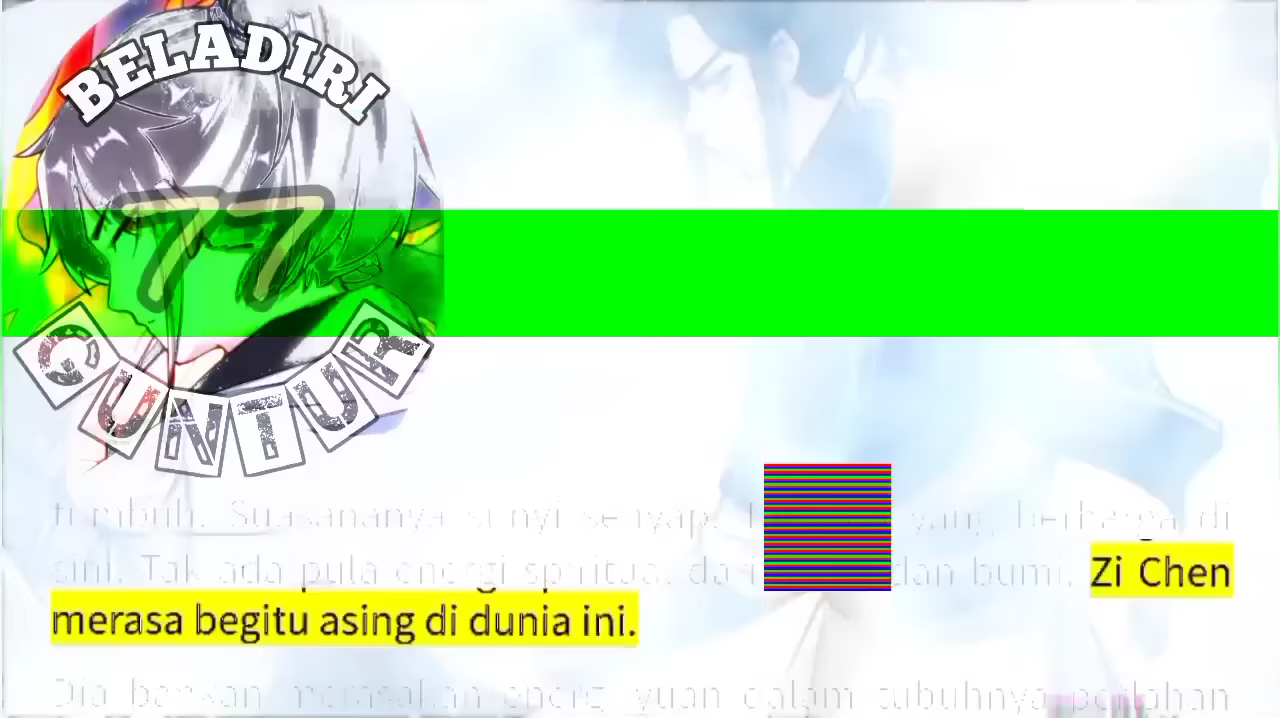 BELADIRI
77
GUNTUR
Suasananya sunyi senyap. yang berharga di
sini. Tak ada pula energi spiritual dan bumi. Zi Chen
merasa begitu asing di dunia ini.
Dia bahkan merasakan energi yuan dalam tubuhnya perlahan